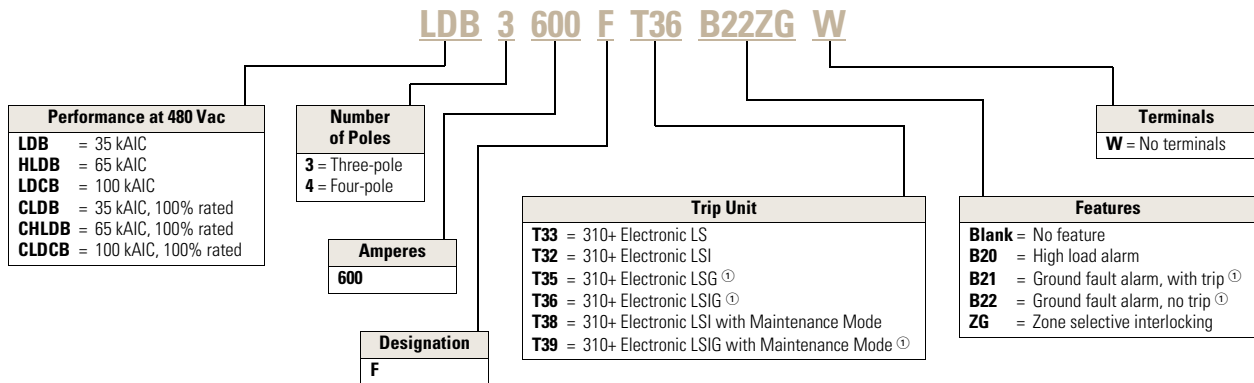 LDB 3 600 F T36 B22ZG W
Performance at 480 Vac
LDB = 35 kAIC
HLDB = 65 kAIC
LDCB = 100 kAIC
CLDB = 35 kAIC, 100% rated
CHLDB = 65 kAIC, 100% rated
CLDCB = 100 kAIC, 100% rated
Number
of Poles
3 = Three-pole
4 = Four-pole
Amperes
600
Designation
F
Trip Unit
T33 = 310+ Electronic LS
T32 = 310+ Electronic LSI
T35 = 310+ Electronic LSG ①
T36 = 310+ Electronic LSIG ①
T38 = 310+ Electronic LSI with Maintenance Mode
T39 = 310+ Electronic LSIG with Maintenance Mode ①
Features
Blank = No feature
B20 = High load alarm
B21 = Ground fault alarm, with trip ①
B22 = Ground fault alarm, no trip ①
ZG = Zone selective interlocking
Terminals
W = No terminals